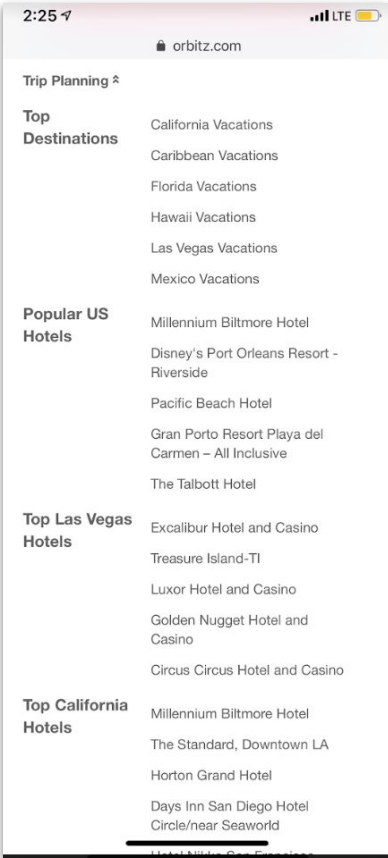 2:25
LTE
orbitz.com
Trip Planning
Top
Destinations
California Vacations
Caribbean Vacations
Florida Vacations
Hawaii Vacations
Las Vegas Vacations
Mexico Vacations
Popular US
Hotels
Millennium Biltmore Hotel
Disney's Port Orleans Resort -
Riverside
Pacific Beach Hotel
Gran Porto Resort Playa del
Carmen – All Inclusive
The Talbott Hotel
Top Las Vegas
Hotels
Excalibur Hotel and Casino
Treasure Island-TI
Luxor Hotel and Casino
Golden Nugget Hotel and
Casino
Circus Circus Hotel and Casino
Top California
Hotels
Millennium Biltmore Hotel
The Standard, Downtown LA
Horton Grand Hotel
Days Inn San Diego Hotel
Circle/near Seaworld
Hotel Nikko San Francisco